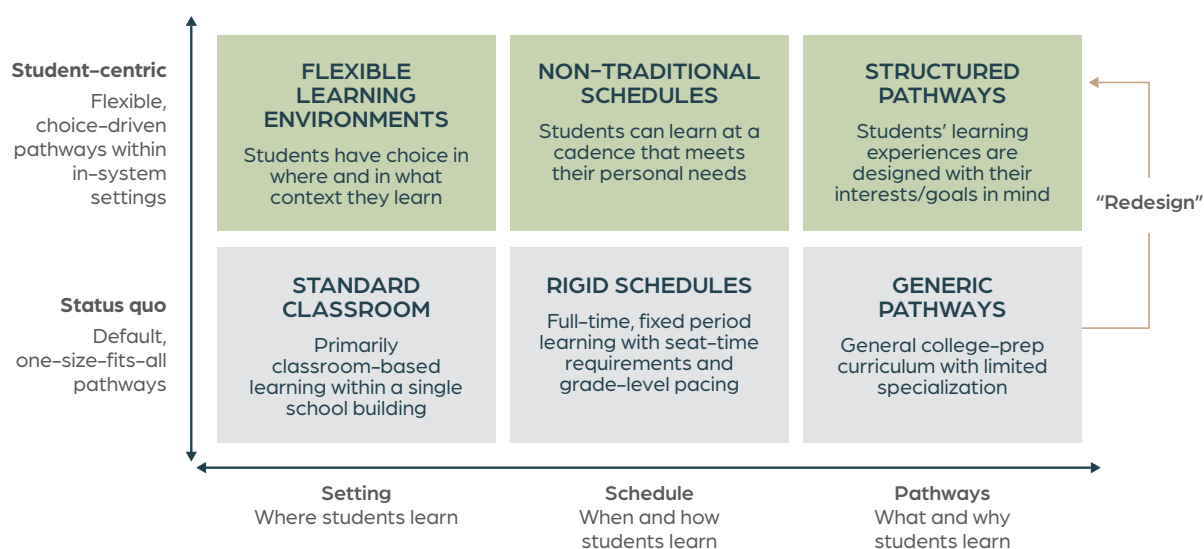 Student-centric
Flexible,
choice-driven
pathways within
in-system
settings
FLEXIBLE
LEARNING
ENVIRONMENTS
Students have choice in
where and in what
context they learn
NON-TRADITIONAL
SCHEDULES
Students can learn at a
cadence that meets
their personal needs
STRUCTURED
PATHWAYS
Students’ learning
experiences are
designed with their
interests/goals in mind
“Redesign”
Status quo
Default,
one-size-fits-all
pathways
STANDARD
CLASSROOM
Primarily
classroom-based
learning within a single
school building
RIGID SCHEDULES
Full-time, fixed period
learning with seat-time
requirements and
grade-level pacing
GENERIC
PATHWAYS
General college-prep
curriculum with limited
specialization
Setting
Where students learn
Schedule
When and how
students learn
Pathways
What and why
students learn